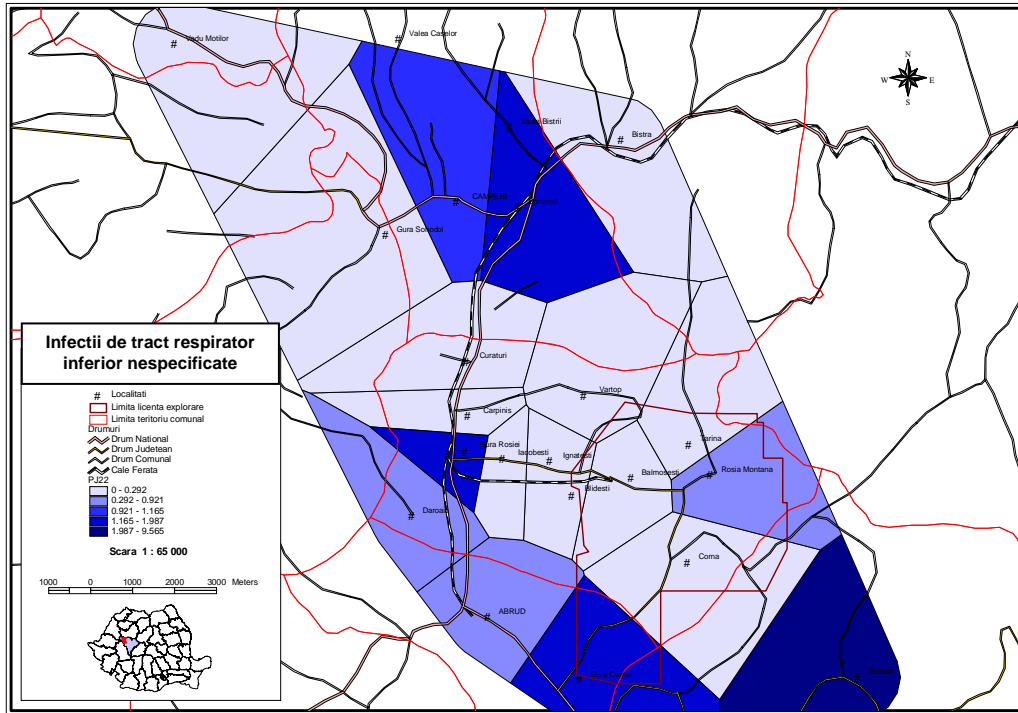 Vadu Motilor
#
Valea Caselor
#
N
W E
S
Bistra
#
#
CAMPENI
#
#
Gura Sohodol
#
Infectii de tract respirator
inferior nespecificate
# Localitati
Limita licenta explorare
Limita teritoriu comunal
Drumuri
Drum National
Drum Judetean
Drum Comunal
Cale Ferata
PJ22
0 - 0.292
0.292 - 0.921
0.921 - 1.165
1.165 - 1.987
1.987 - 9.565
Scara 1 : 65 000
1000 0 1000 2000 3000 Meters
Curaturi
#
Vartop
#
Carpinis
#
Gura Rosiei
#
Iacobesti
#
Ignatesti
#
Tarina
#
Balmosesti
#
Rosia Montana
#
Blidesti
#
#
Corna
#
ABRUD
#
#
#